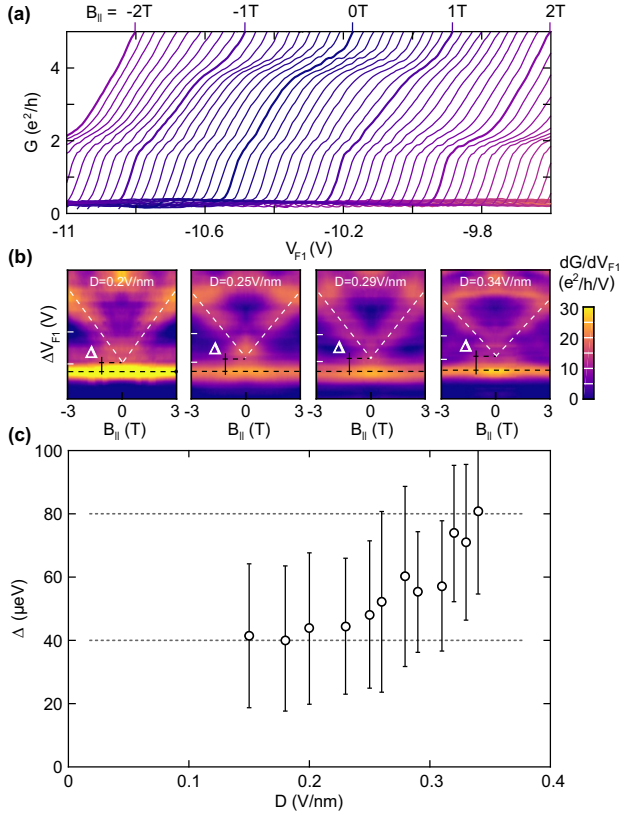 (a)
B|| = -2T -1T 0T 1T 2T
G (e²/h)
4
2
0
-11 -10.6 -10.2 -9.8
V_F1 (V)
(b)
dG/dV_F1
(e²/h/V)
D=0.2V/nm D=0.25V/nm D=0.29V/nm D=0.34V/nm
ΔV_F1 (V)
Δ Δ Δ Δ
30
20
10
0
-3 0 3 -3 0 3 -3 0 3 -3 0 3
B|| (T) B|| (T) B|| (T) B|| (T)
(c)
100
80
60
40
20
0
Δ (μeV)
0 0.1 0.2 0.3 0.4
D (V/nm)